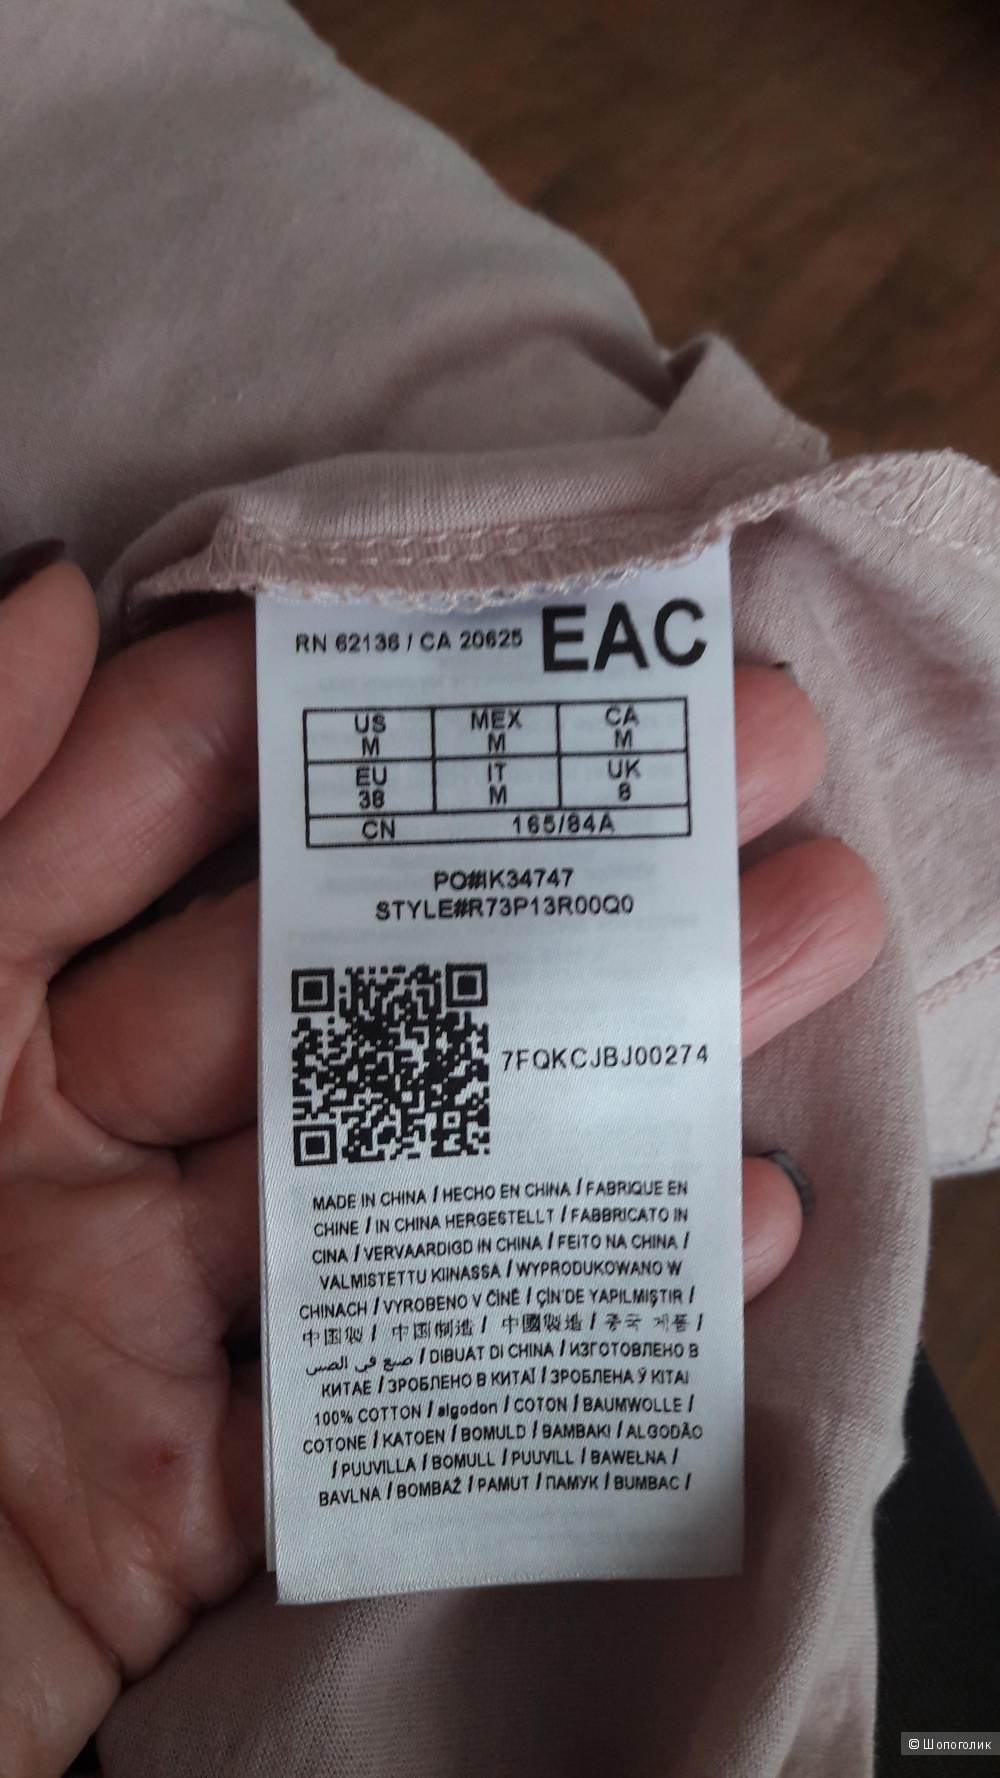 RN 62136 / CA 20625 EAC
US MEX CA
M M M
EU IT UK
38 M 8
CN 165/84A
PO#IK34747
STYLE#R73P13R00Q0
7FQKCJBJ00274
MADE IN CHINA / HECHO EN CHINA / FABRIQUE EN
CHINE / IN CHINA HERGESTELLT / FABBRICATO IN
CINA / VERVAARDIGD IN CHINA / FEITO NA CHINA /
VALMISTETTU KIINASSA / WYPRODUKOWANO W
CHINACH / VYROBENO V ČÍNĚ / ÇİN'DE YAPILMIŞTIR /
中国製 / 中国制造 / 中國製造 / 중국 제품 /
صنع في الصين / DIBUAT DI CHINA / ИЗГОТОВЛЕНО В
КИТАЕ / ЗРОБЛЕНО В КИТАЇ / ЗРОБЛЕНА Ў КІТАІ
100% COTTON / algodon / COTON / BAUMWOLLE /
COTONE / KATOEN / BOMULD / BAMBAKI / ALGODÃO
/ PUUVILLA / BOMULL / PUUVILL / BAWEŁNA /
BAVLNA / BOMBAŽ / PAMUT / ПАМУК / BUMBAC /
© Шопоголик